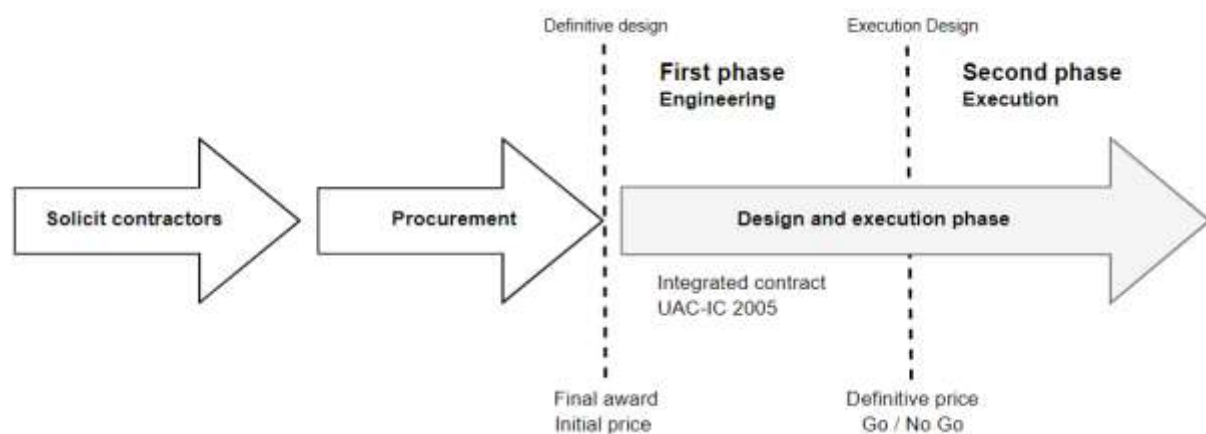 Definitive design
Execution Design
First phase
Engineering
Second phase
Execution
Solicit contractors
Procurement
Design and execution phase
Integrated contract
UAC-IC 2005
Final award
Initial price
Definitive price
Go / No Go